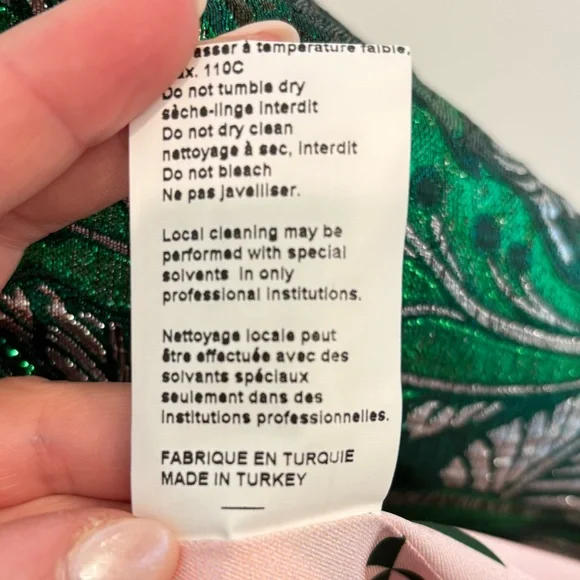 asser à température faible,
ax. 110C
Do not tumble dry
sèche-linge interdit
Do not dry clean
nettoyage à sec, interdit
Do not bleach
Ne pas javelliser.
Local cleaning may be
performed with special
solvents in only
professional institutions.
Nettoyage locale peut
être effectuée avec des
solvants spéciaux
seulement dans des
institutions professionnelles.
FABRIQUE EN TURQUIE
MADE IN TURKEY